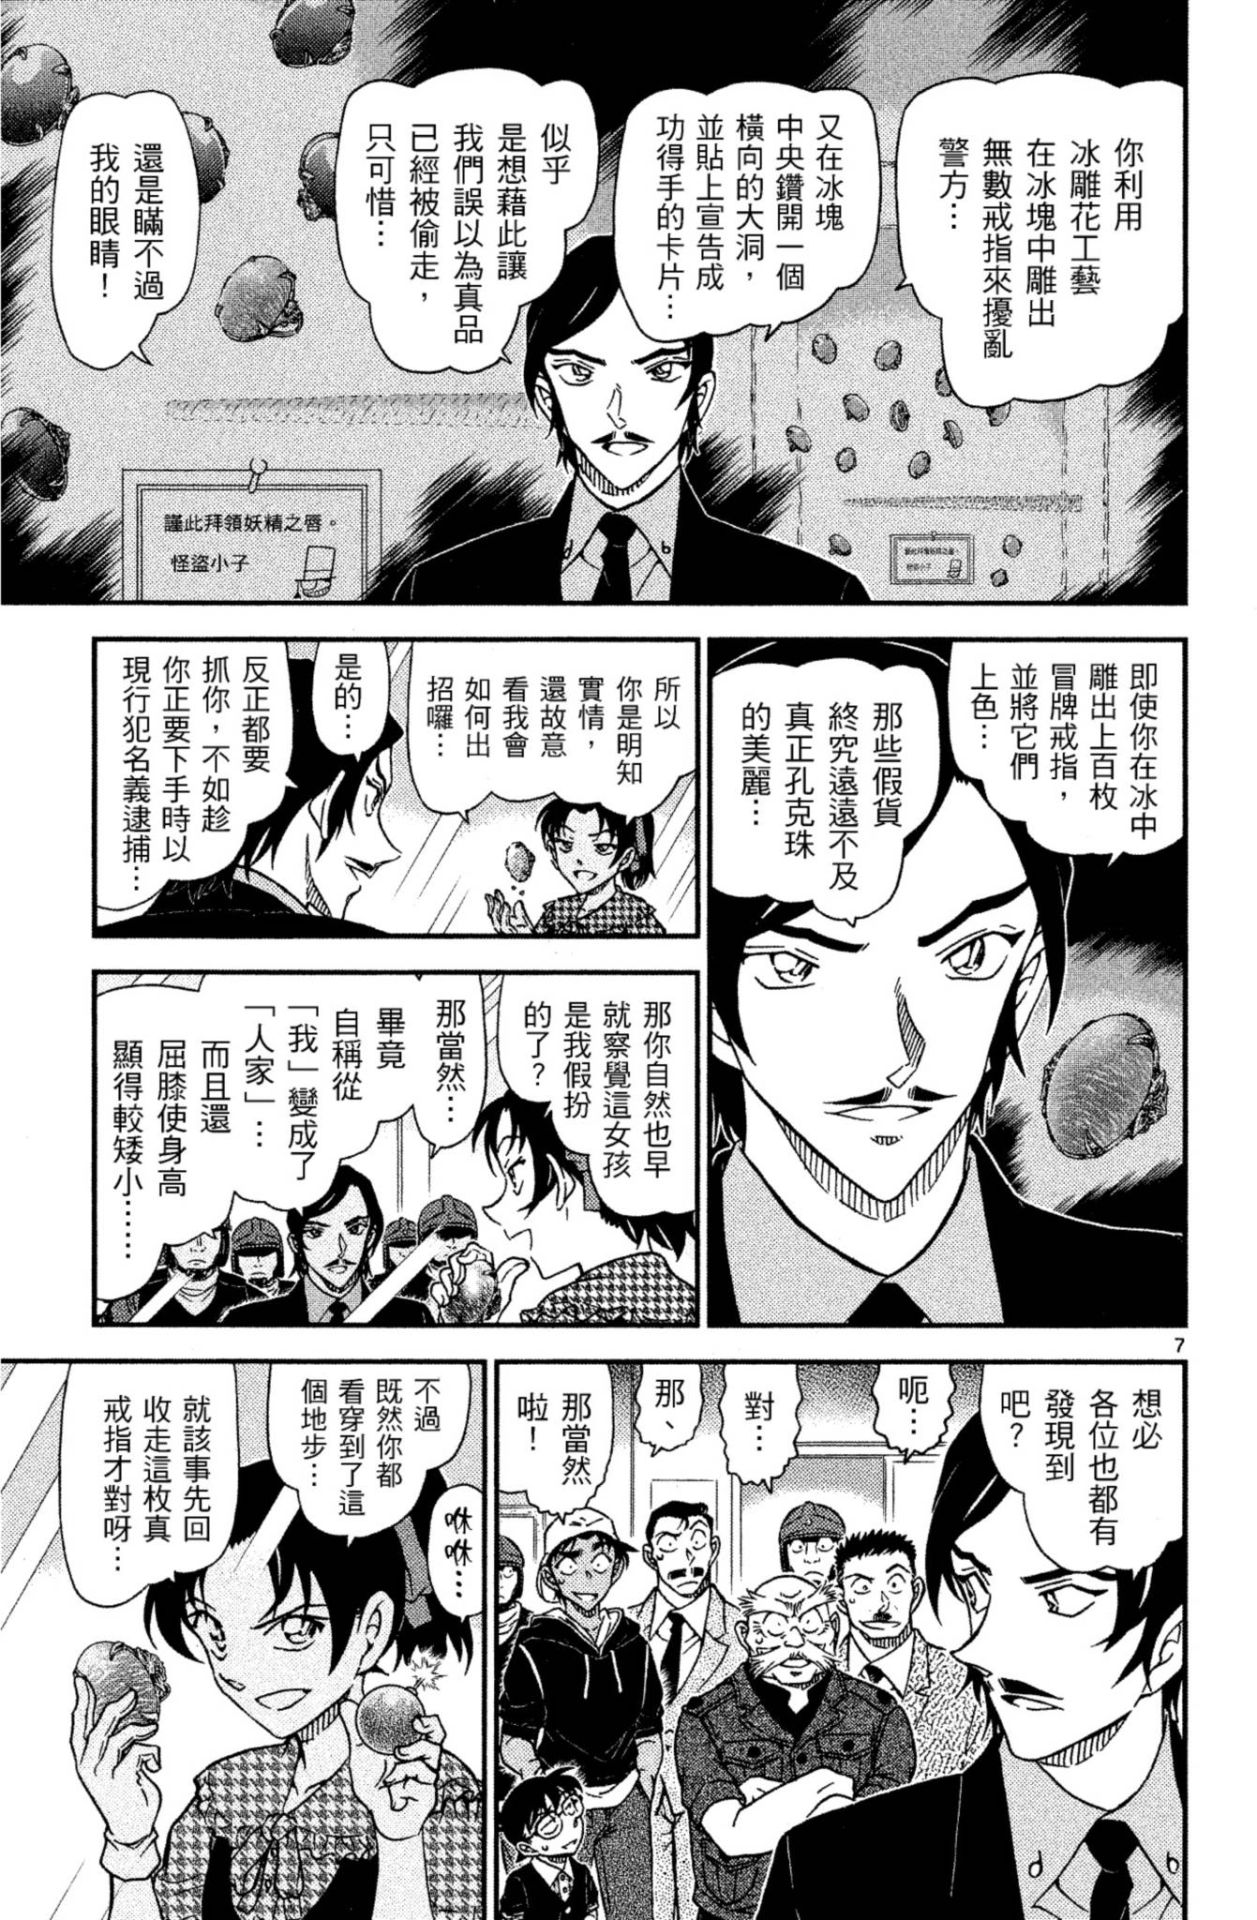 你利用
冰雕花工藝
在冰塊中雕出
無數戒指來擾亂
警方…
又在冰塊
中央鑽開一個
橫向的大洞，
並貼上宣告成
功得手的卡片…
似乎
是想藉此讓
我們誤以為真品
已經被偷走，
只可惜…
還是瞞不過
我的眼睛！
謹此拜領妖精之唇。
怪盜小子
謹此拜領妖精之唇。
怪盜小子
即使你在冰中
雕出上百枚
冒牌戒指，
並將它們
上色…
那些假貨
終究遠遠不及
真正孔克珠
的美麗…
所以
你是明知
實情，
還故意
看我會
如何出
招囉…
是的…
反正都要
抓你，不如趁
你正要下手時以
現行犯名義逮捕…
那你自然也早
就察覺這女孩
是我假扮
的了？
那當然…
畢竟
自稱從
「我」變成了
「人家」…
而且還
屈膝使身高
顯得較矮小……
7
想必
各位也都有
發現到
吧？
呃…
對…
那、
那當然
啦！
不過
既然你都
看穿到了這
個地步…
咻咻…
就該事先回
收走這枚真
戒指才對呀…